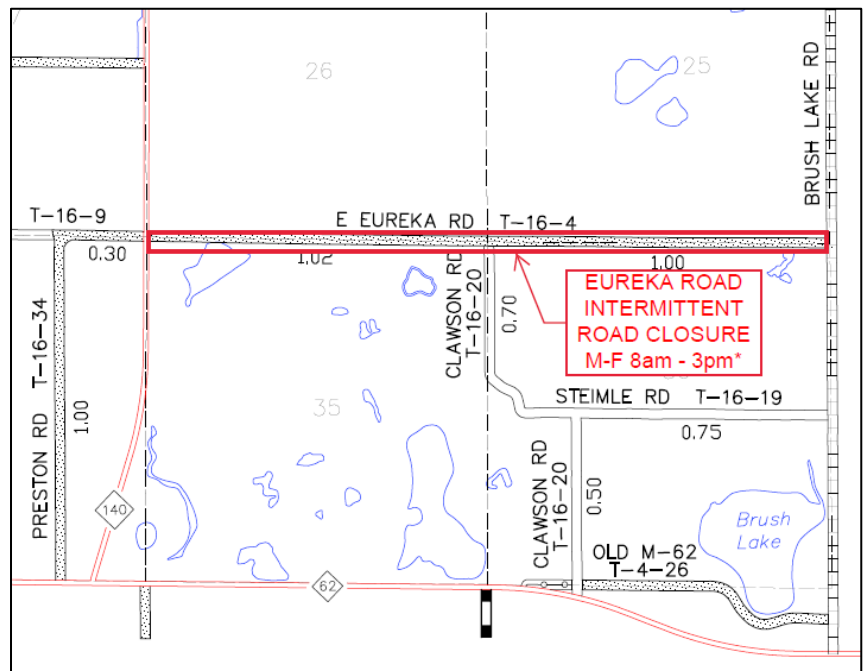 26
25
BRUSH LAKE RD
T-16-9
E EUREKA RD T-16-4
0.30
1.02
1.00
CLAWSON RD
T-16-20
0.70
EUREKA ROAD
INTERMITTENT
ROAD CLOSURE
M-F 8am - 3pm*
PRESTON RD T-16-34
1.00
35
STEIMLE RD T-16-19
0.75
CLAWSON RD
T-16-20
0.50
140
Brush
Lake
OLD M-62
T-4-26
62